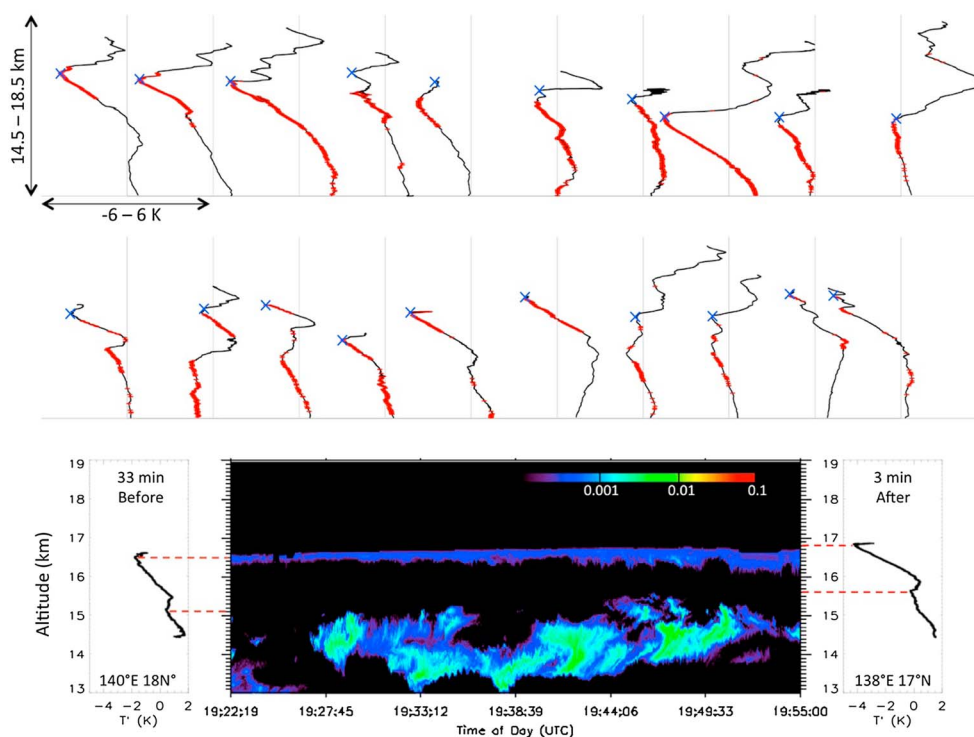 14.5 – 18.5 km
-6 – 6 K
33 min
Before
3 min
After
0.001 0.01 0.1
Altitude (km)
19
18
17
16
15
14
13
19
18
17
16
15
14
13
140°E 18N°
138°E 17°N
-4 -2 0 2
T' (K)
19:22:19 19:27:45 19:33:12 19:38:39 19:44:06 19:49:33 19:55:00
Time of Day (UTC)
-4 -2 0 2
T' (K)